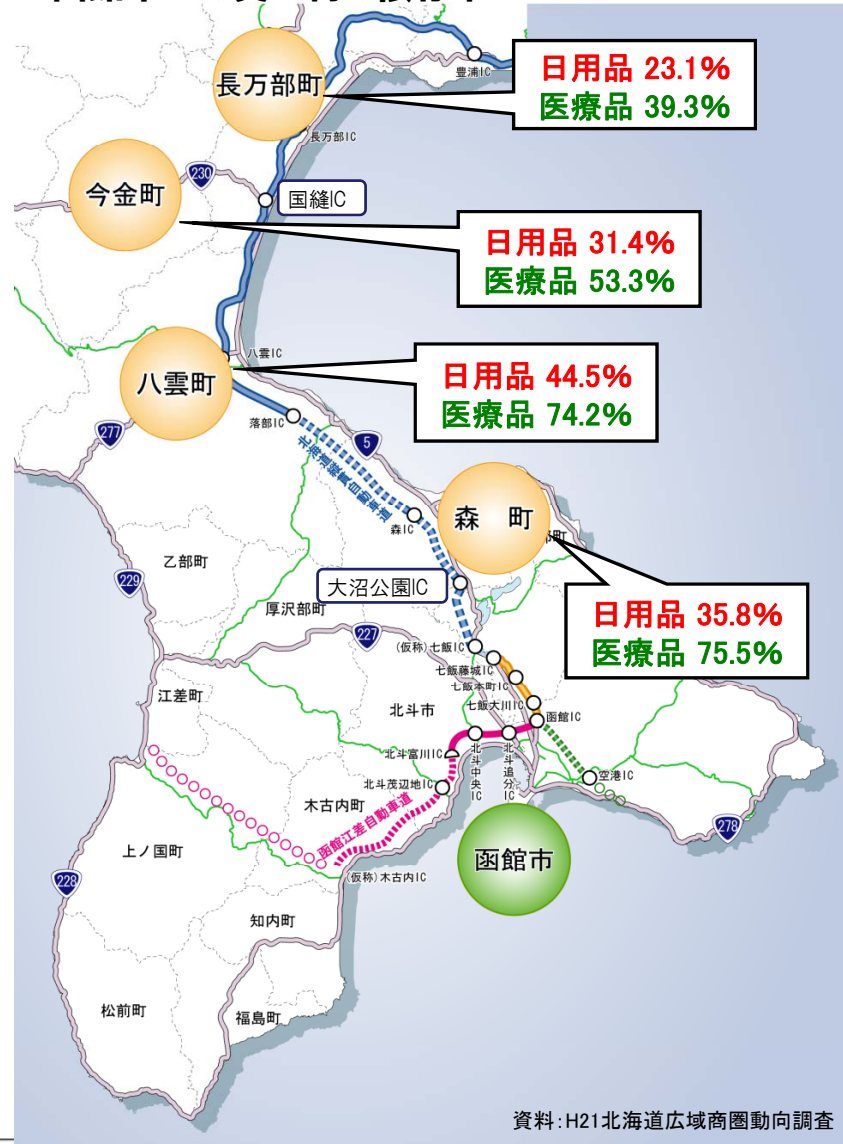 長万部町
豊浦IC
日用品 23.1%
医療品 39.3%
長万部IC
今金町
230
国縫IC
日用品 31.4%
医療品 53.3%
八雲IC
八雲町
日用品 44.5%
医療品 74.2%
落部IC
277
5
北海道縦貫自動車道
森 町
森IC
部町
乙部町
229
大沼公園IC
厚沢部町
日用品 35.8%
医療品 75.5%
227
(仮称)七飯IC
七飯藤城IC
七飯本町IC
江差町
北斗市
七飯大川IC
函館IC
北斗富川IC
北斗中央IC
北斗追分IC
空港IC
北斗茂辺地IC
木古内町
函館江差自動車道
278
上ノ国町
函館市
228
(仮称)木古内IC
知内町
松前町
福島町
資料:H21北海道広域商圏動向調査